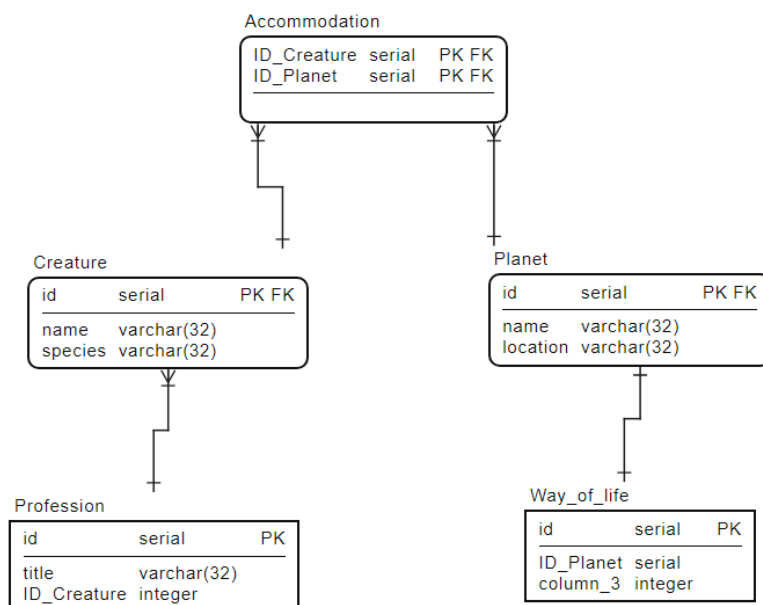 Accommodation
ID_Creature serial PK FK
ID_Planet serial PK FK
Creature
id serial PK FK
name varchar(32)
species varchar(32)
Planet
id serial PK FK
name varchar(32)
location varchar(32)
Profession
id serial PK
title varchar(32)
ID_Creature integer
Way_of_life
id serial PK
ID_Planet serial
column_3 integer